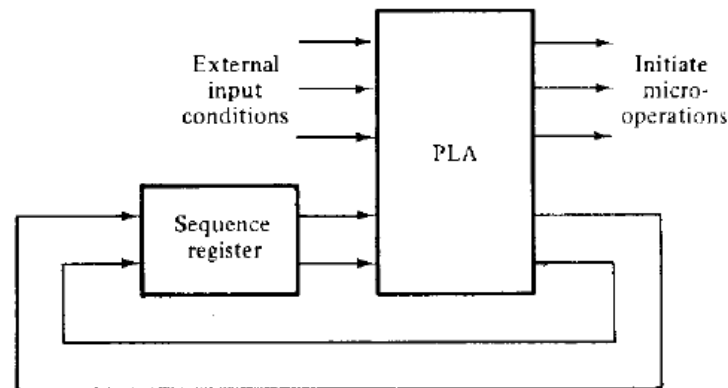 External
input
conditions
PLA
Initiate
micro-
operations
Sequence
register